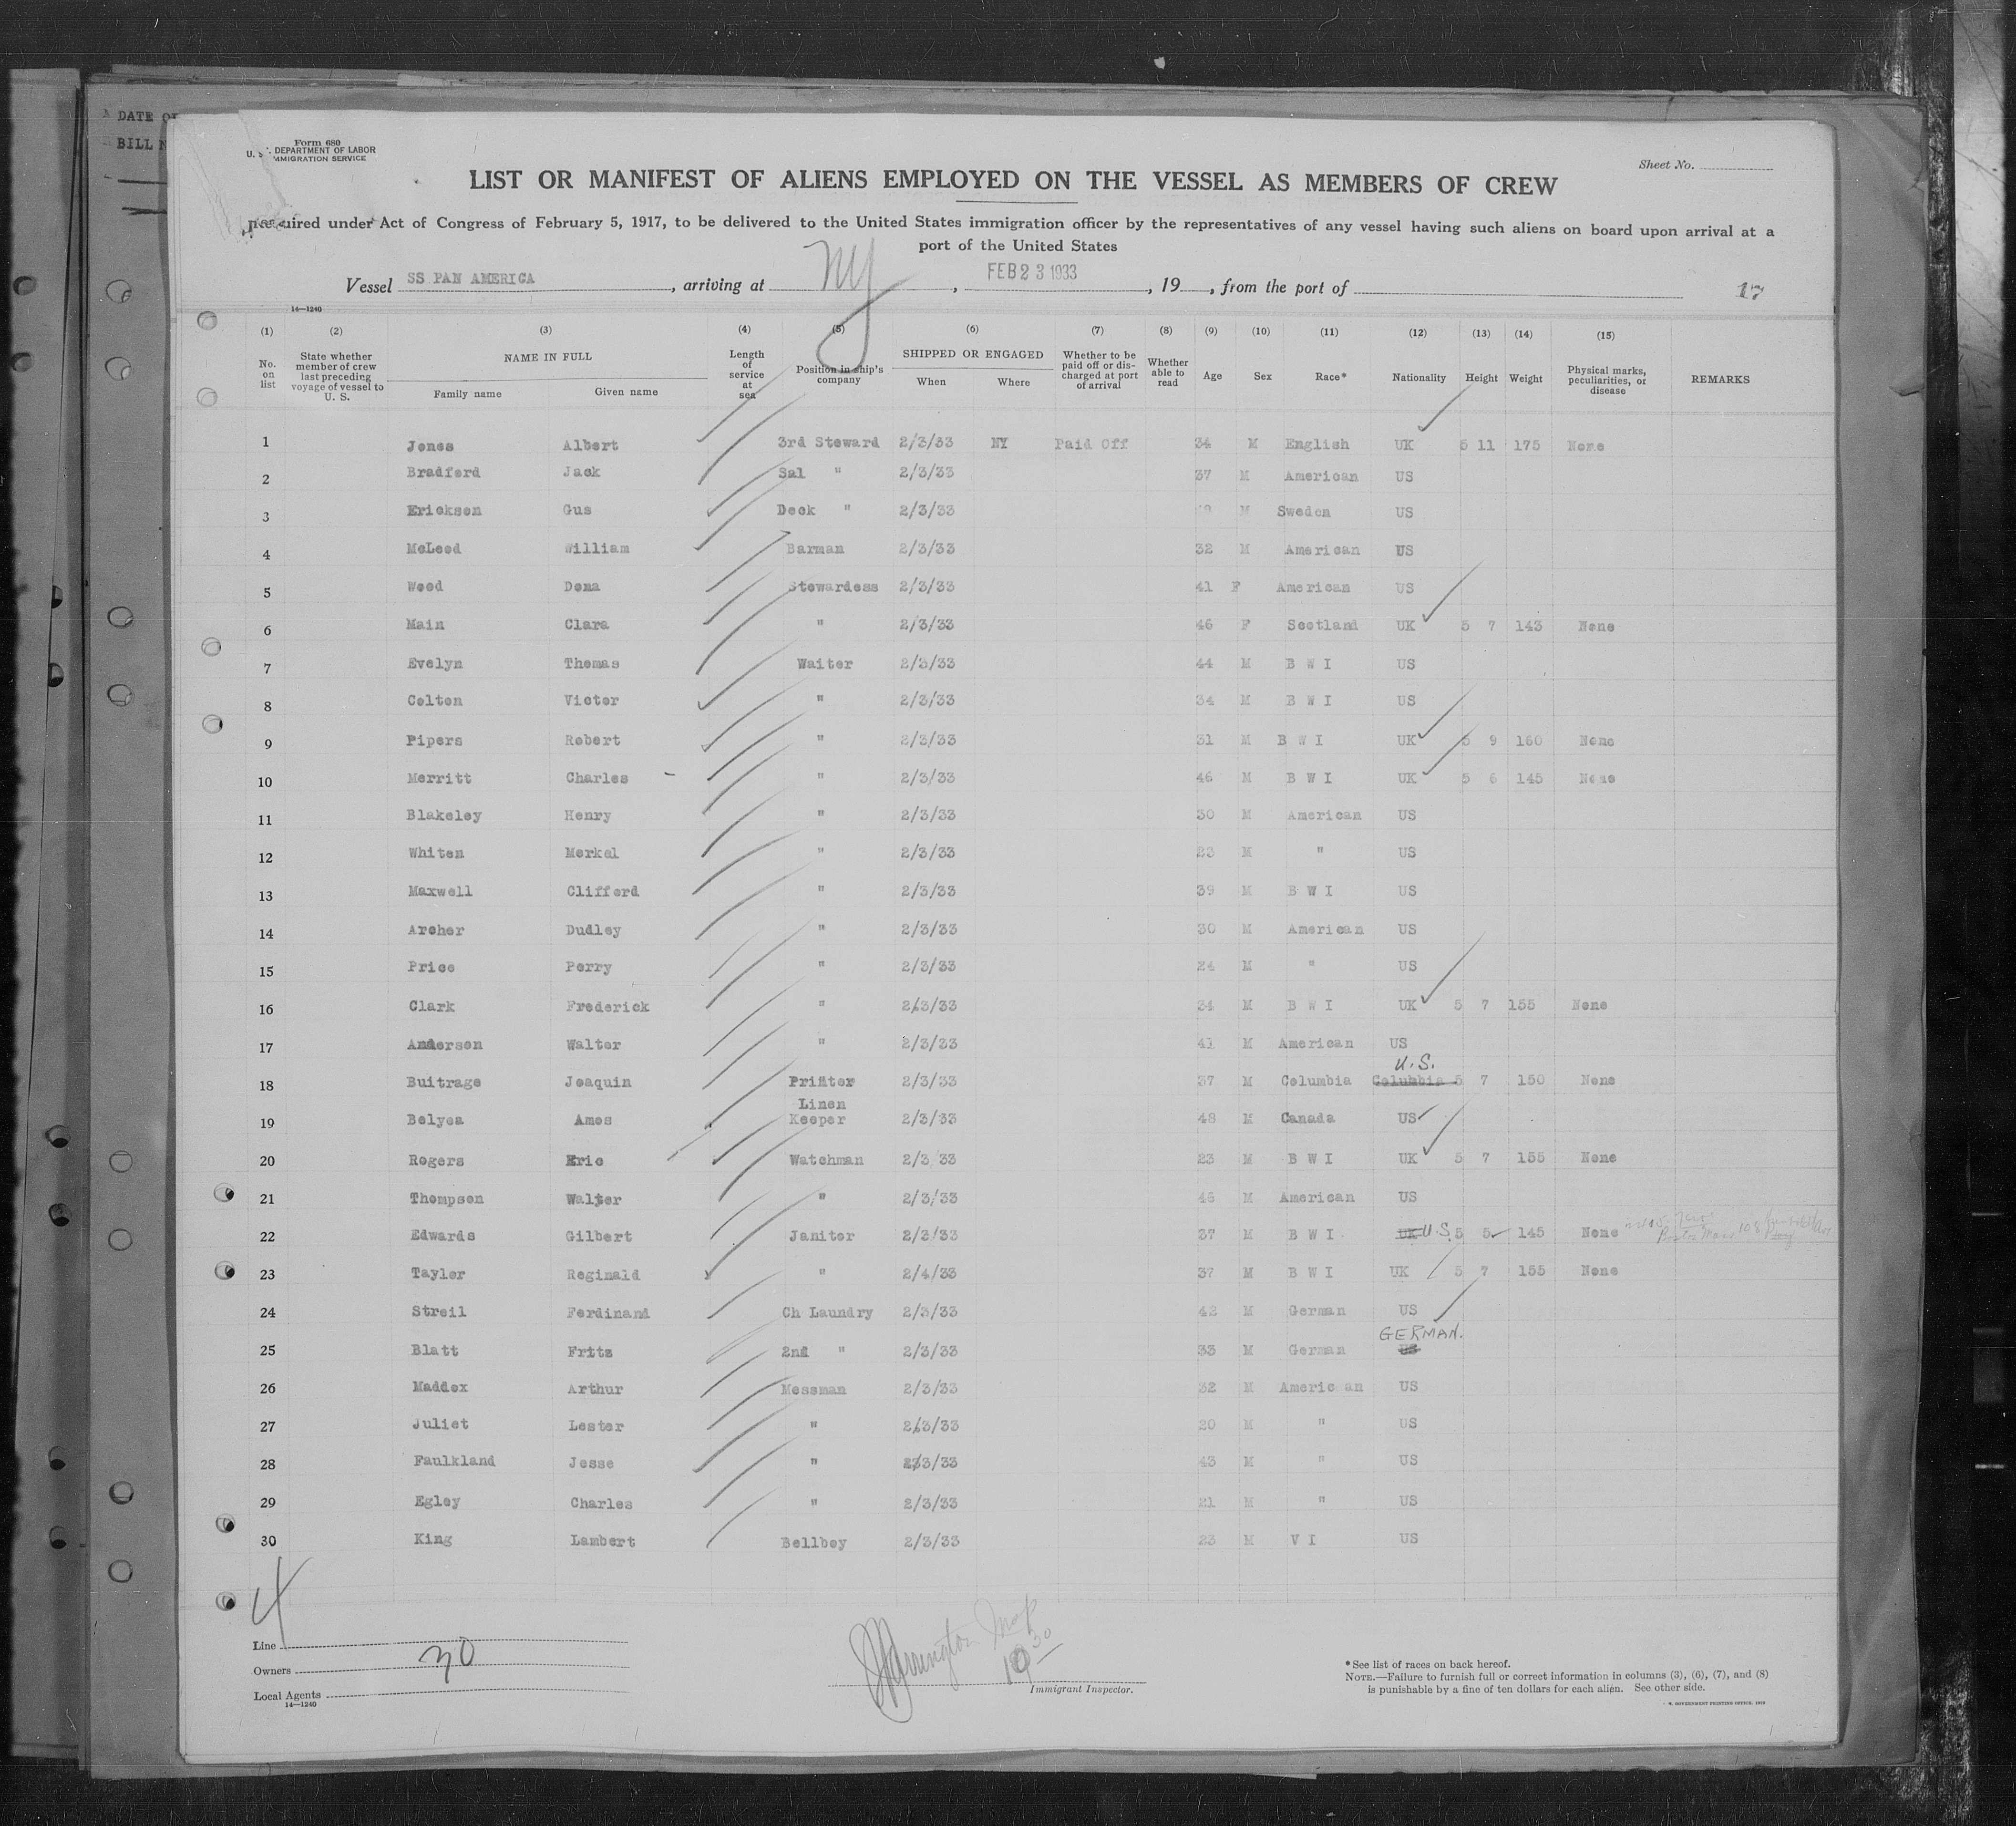 DATE OF
BILL N
Form 680
U. S. DEPARTMENT OF LABOR
IMMIGRATION SERVICE
Sheet No.
LIST OR MANIFEST OF ALIENS EMPLOYED ON THE VESSEL AS MEMBERS OF CREW
Required under Act of Congress of February 5, 1917, to be delivered to the United States immigration officer by the representatives of any vessel having such aliens on board upon arrival at a
port of the United States
Vessel SS PAN AMERICA, arriving at NY, FEB 23 1933, 19 , from the port of 17
14—1240
(1) (2) (3) (4) (5) (6) (7) (8) (9) (10) (11) (12) (13) (14) (15)
No. on list State whether member of crew last preceding voyage of vessel to U. S. NAME IN FULL Family name Given name Length of service at sea Position in ship's company SHIPPED OR ENGAGED When Where Whether to be paid off or discharged at port of arrival Whether able to read Age Sex Race* Nationality Height Weight Physical marks, peculiarities, or disease REMARKS
1 Jones Albert 3rd Steward 2/3/33 NY Paid Off 34 M English UK 5 11 175 None
2 Bradford Jack Sal " 2/3/33 37 M American US
3 Erickson Gus Deck " 2/3/33 M Sweden US
4 McLeod William Barman 2/3/33 32 M American US
5 Wood Dona Stewardess 2/3/33 41 F American US
6 Main Clara " 2/3/33 46 F Scotland UK 5 7 143 None
7 Evelyn Thomas Waiter 2/3/33 44 M B W I US
8 Colton Victor " 2/3/33 34 M B W I US
9 Pipers Robert " 2/3/33 31 M B W I UK 5 9 160 None
10 Merritt Charles - " 2/3/33 46 M B W I UK 5 6 145 None
11 Blakeley Henry " 2/3/33 30 M American US
12 Whiten Merkel " 2/3/33 23 M " US
13 Maxwell Clifford " 2/3/33 39 M B W I US
14 Archer Dudley " 2/3/33 30 M American US
15 Price Perry " 2/3/33 24 M " US
16 Clark Frederick " 2/3/33 34 M B W I UK 5 7 155 None
17 Anderson Walter " 2/3/33 41 M American US
U.S.
18 Buitrago Joaquin Printer 2/3/33 37 M Columbia Columbia 5 7 150 None
19 Belyea Amos Linen Keeper 2/3/33 48 M Canada US
20 Rogers Eric Watchman 2/3 33 23 M B W I UK 5 7 155 None
21 Thompson Walter " 2/3/33 45 M American US
22 Edwards Gilbert Janitor 2/3/33 37 M B W I UK U.S. 5 5 145 None Boston Mass 108
23 Taylor Reginald " 2/4/33 37 M B W I UK 5 7 155 None
24 Streil Ferdinand Ch Laundry 2/3/33 42 M German US
GERMAN.
25 Blatt Fritz 2nd " 2/3/33 33 M German US
26 Maddox Arthur Messman 2/3/33 32 M American US
27 Juliet Lester " 2/3/33 20 M " US
28 Faulkland Jesse " 2/3/33 43 M " US
29 Egley Charles " 2/3/33 21 M " US
30 King Lambert Bellboy 2/3/33 23 M V I US
4
Line
Owners 30
Local Agents
14—1240
Immigrant Inspector.
* See list of races on back hereof.
NOTE.—Failure to furnish full or correct information in columns (3), (6), (7), and (8)
is punishable by a fine of ten dollars for each alien. See other side.